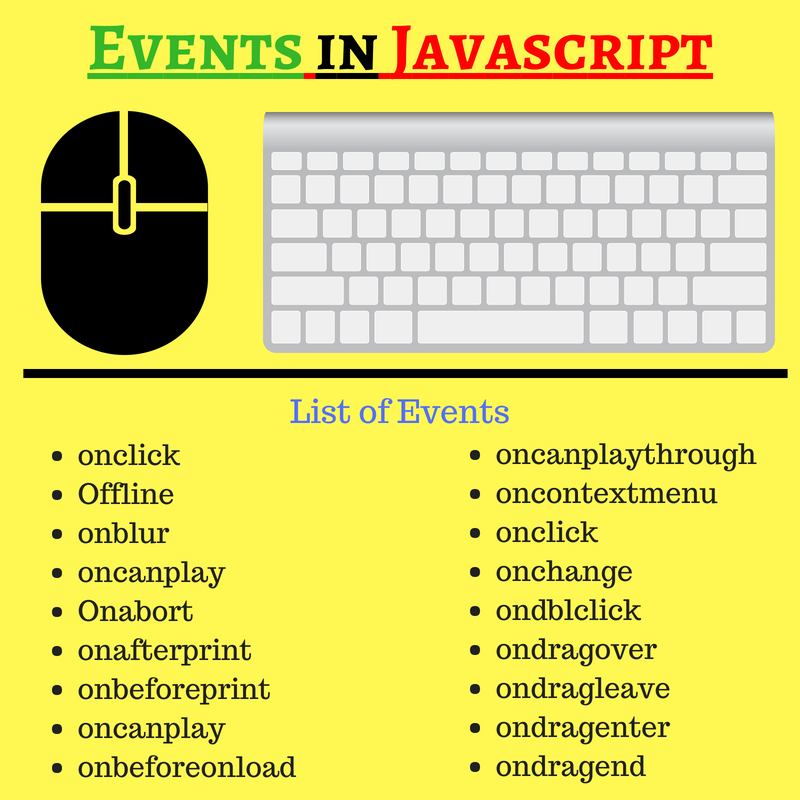 Events in Javascript
List of Events
• onclick
• Offline
• onblur
• oncanplay
• Onabort
• onafterprint
• onbeforeprint
• oncanplay
• onbeforeonload
• oncanplaythrough
• oncontextmenu
• onclick
• onchange
• ondblclick
• ondragover
• ondragleave
• ondragenter
• ondragend